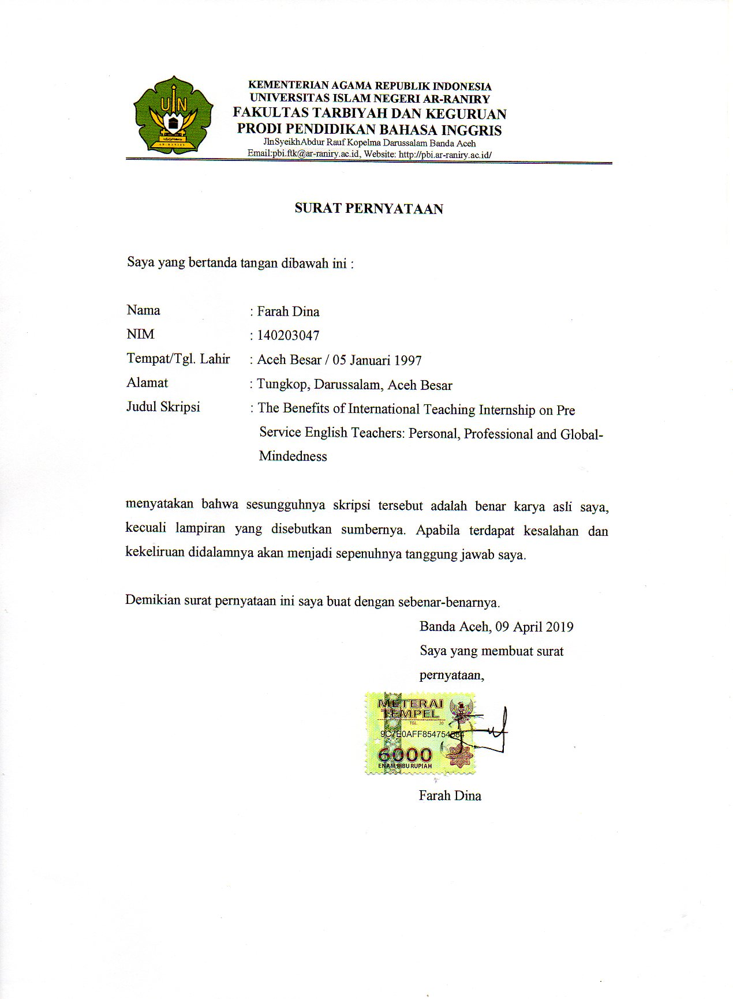 KEMENTERIAN AGAMA REPUBLIK INDONESIA
UNIVERSITAS ISLAM NEGERI AR-RANIRY
FAKULTAS TARBIYAH DAN KEGURUAN
PRODI PENDIDIKAN BAHASA INGGRIS
JlnSyeikhAbdur Rauf Kopelma Darussalam Banda Aceh
Email:pbi.ftk@ar-raniry.ac.id, Website: http://pbi.ar-raniry.ac.id/
UIN
AR-RANIRY
SURAT PERNYATAAN
Saya yang bertanda tangan dibawah ini :
Nama : Farah Dina
NIM : 140203047
Tempat/Tgl. Lahir : Aceh Besar / 05 Januari 1997
Alamat : Tungkop, Darussalam, Aceh Besar
Judul Skripsi : The Benefits of International Teaching Internship on Pre
Service English Teachers: Personal, Professional and Global-
Mindedness
menyatakan bahwa sesungguhnya skripsi tersebut adalah benar karya asli saya,
kecuali lampiran yang disebutkan sumbernya. Apabila terdapat kesalahan dan
kekeliruan didalamnya akan menjadi sepenuhnya tanggung jawab saya.
Demikian surat pernyataan ini saya buat dengan sebenar-benarnya.
Banda Aceh, 09 April 2019
Saya yang membuat surat
pernyataan,
METERAI
TEMPEL
TGL. 20
6000
ENAM RIBU RUPIAH
Farah Dina